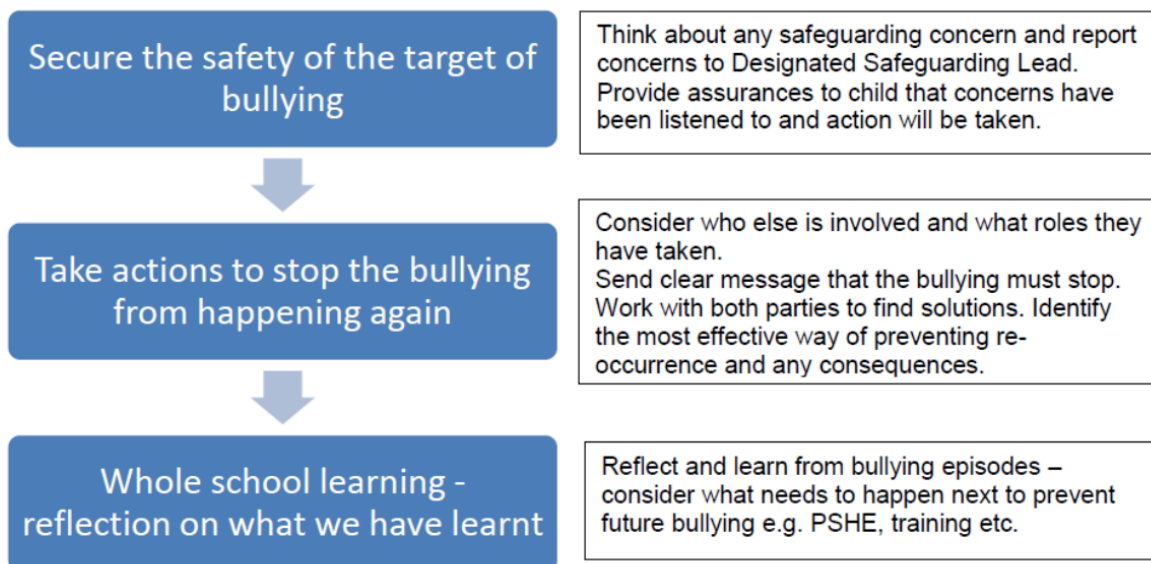 Secure the safety of the target of
bullying
Think about any safeguarding concern and report
concerns to Designated Safeguarding Lead.
Provide assurances to child that concerns have
been listened to and action will be taken.
Take actions to stop the bullying
from happening again
Consider who else is involved and what roles they
have taken.
Send clear message that the bullying must stop.
Work with both parties to find solutions. Identify
the most effective way of preventing re-
occurrence and any consequences.
Whole school learning -
reflection on what we have learnt
Reflect and learn from bullying episodes –
consider what needs to happen next to prevent
future bullying e.g. PSHE, training etc.